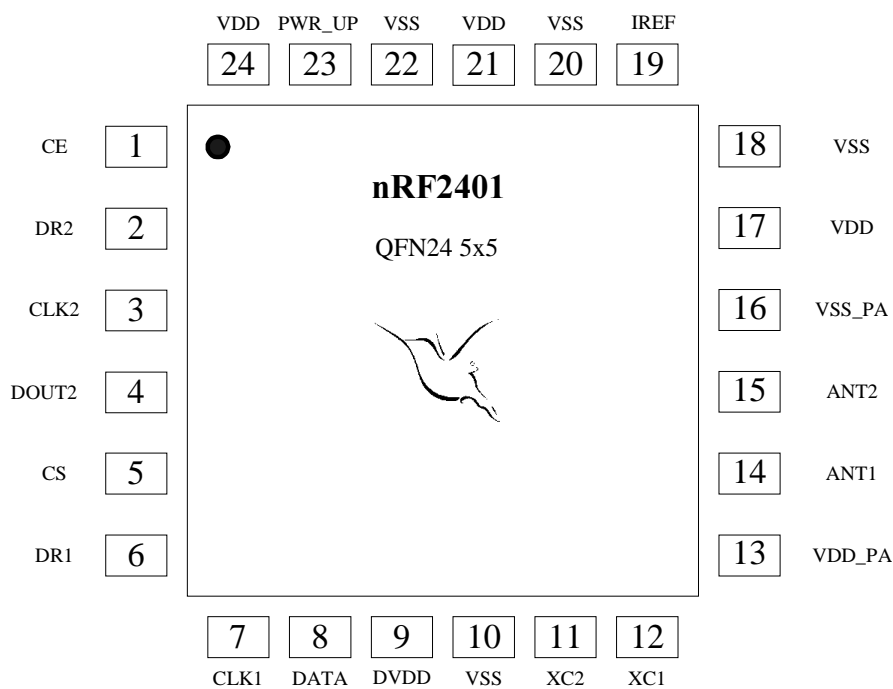 VDD PWR_UP VSS VDD VSS IREF
24 23 22 21 20 19
CE 1 18 VSS
nRF2401
DR2 2 17 VDD
QFN24 5x5
CLK2 3 16 VSS_PA
DOUT2 4 15 ANT2
CS 5 14 ANT1
DR1 6 13 VDD_PA
7 8 9 10 11 12
CLK1 DATA DVDD VSS XC2 XC1